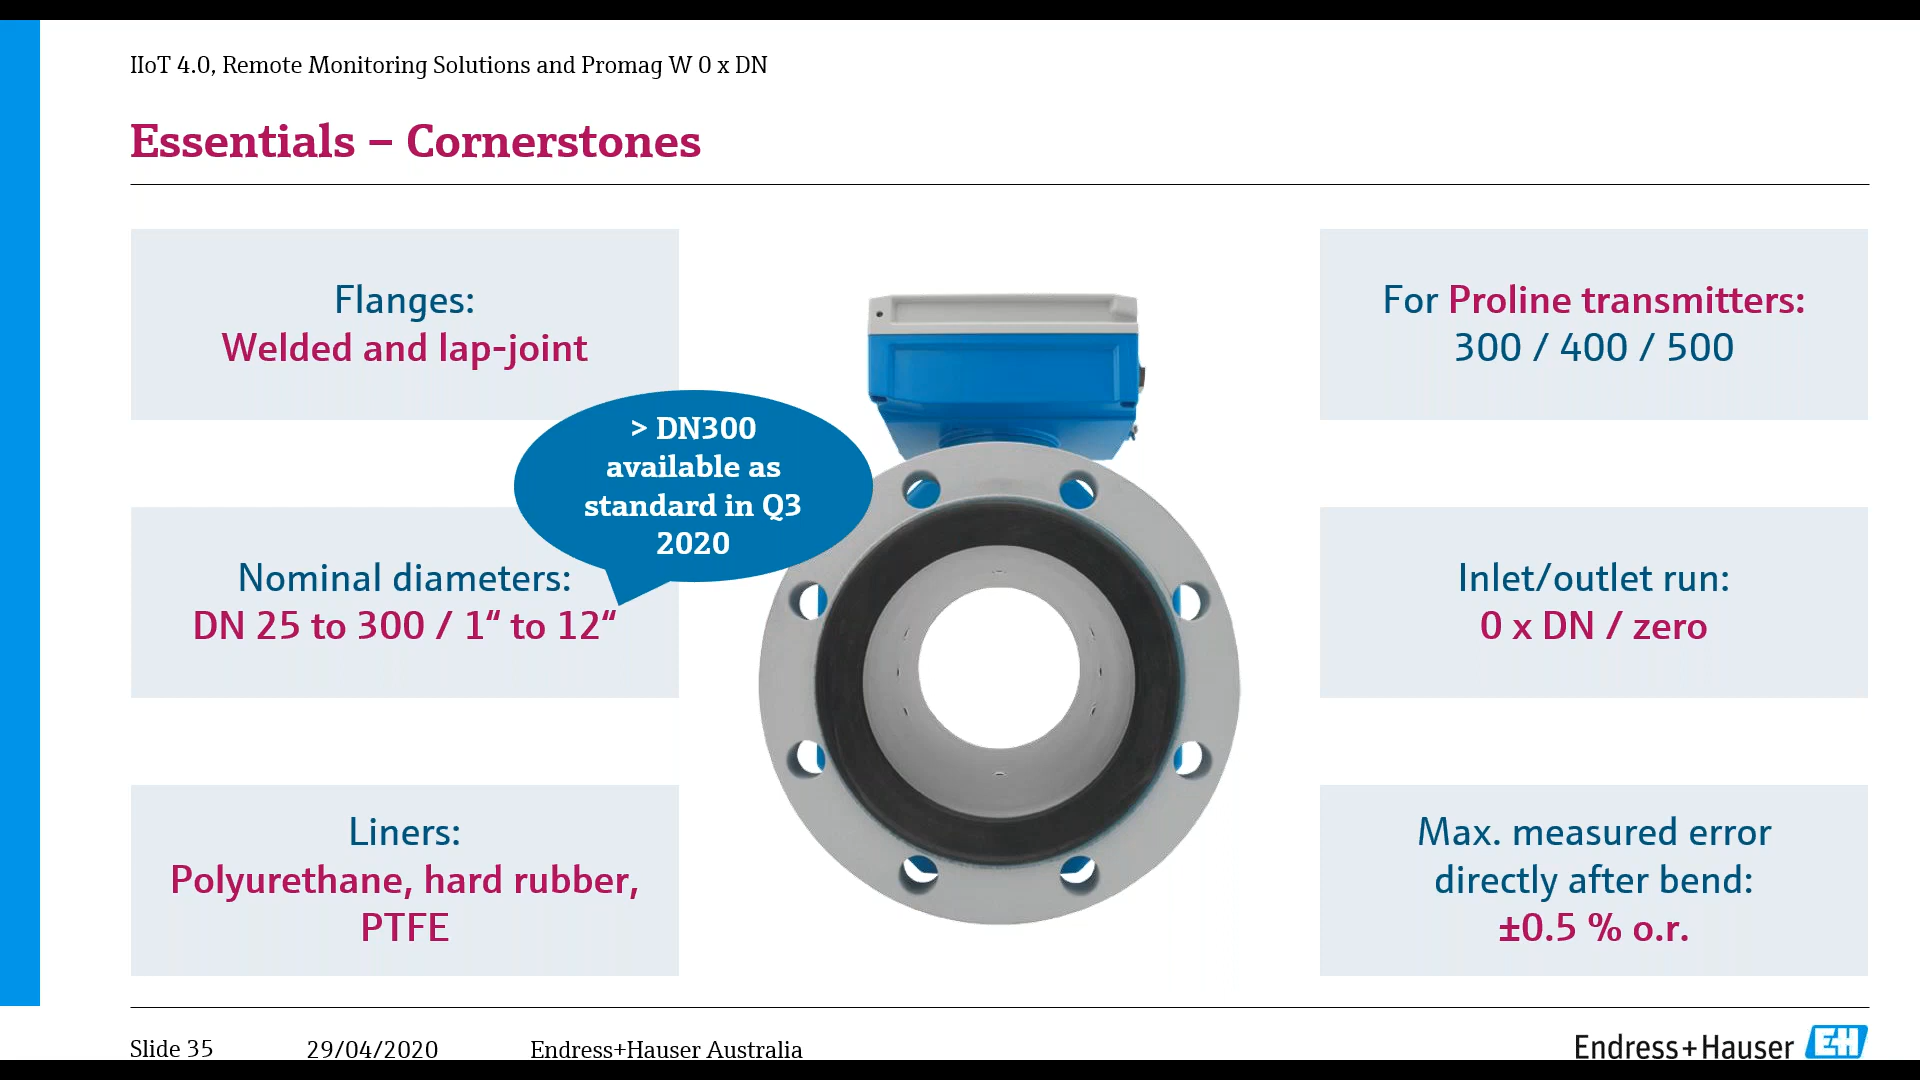 IIoT 4.0, Remote Monitoring Solutions and Promag W 0 x DN
Essentials – Cornerstones
Flanges:
Welded and lap-joint
> DN300
available as
standard in Q3
2020
Nominal diameters:
DN 25 to 300 / 1“ to 12“
Liners:
Polyurethane, hard rubber,
PTFE
For Proline transmitters:
300 / 400 / 500
Inlet/outlet run:
0 x DN / zero
Max. measured error
directly after bend:
±0.5 % o.r.
Slide 35
29/04/2020
Endress+Hauser Australia
Endress+Hauser EH